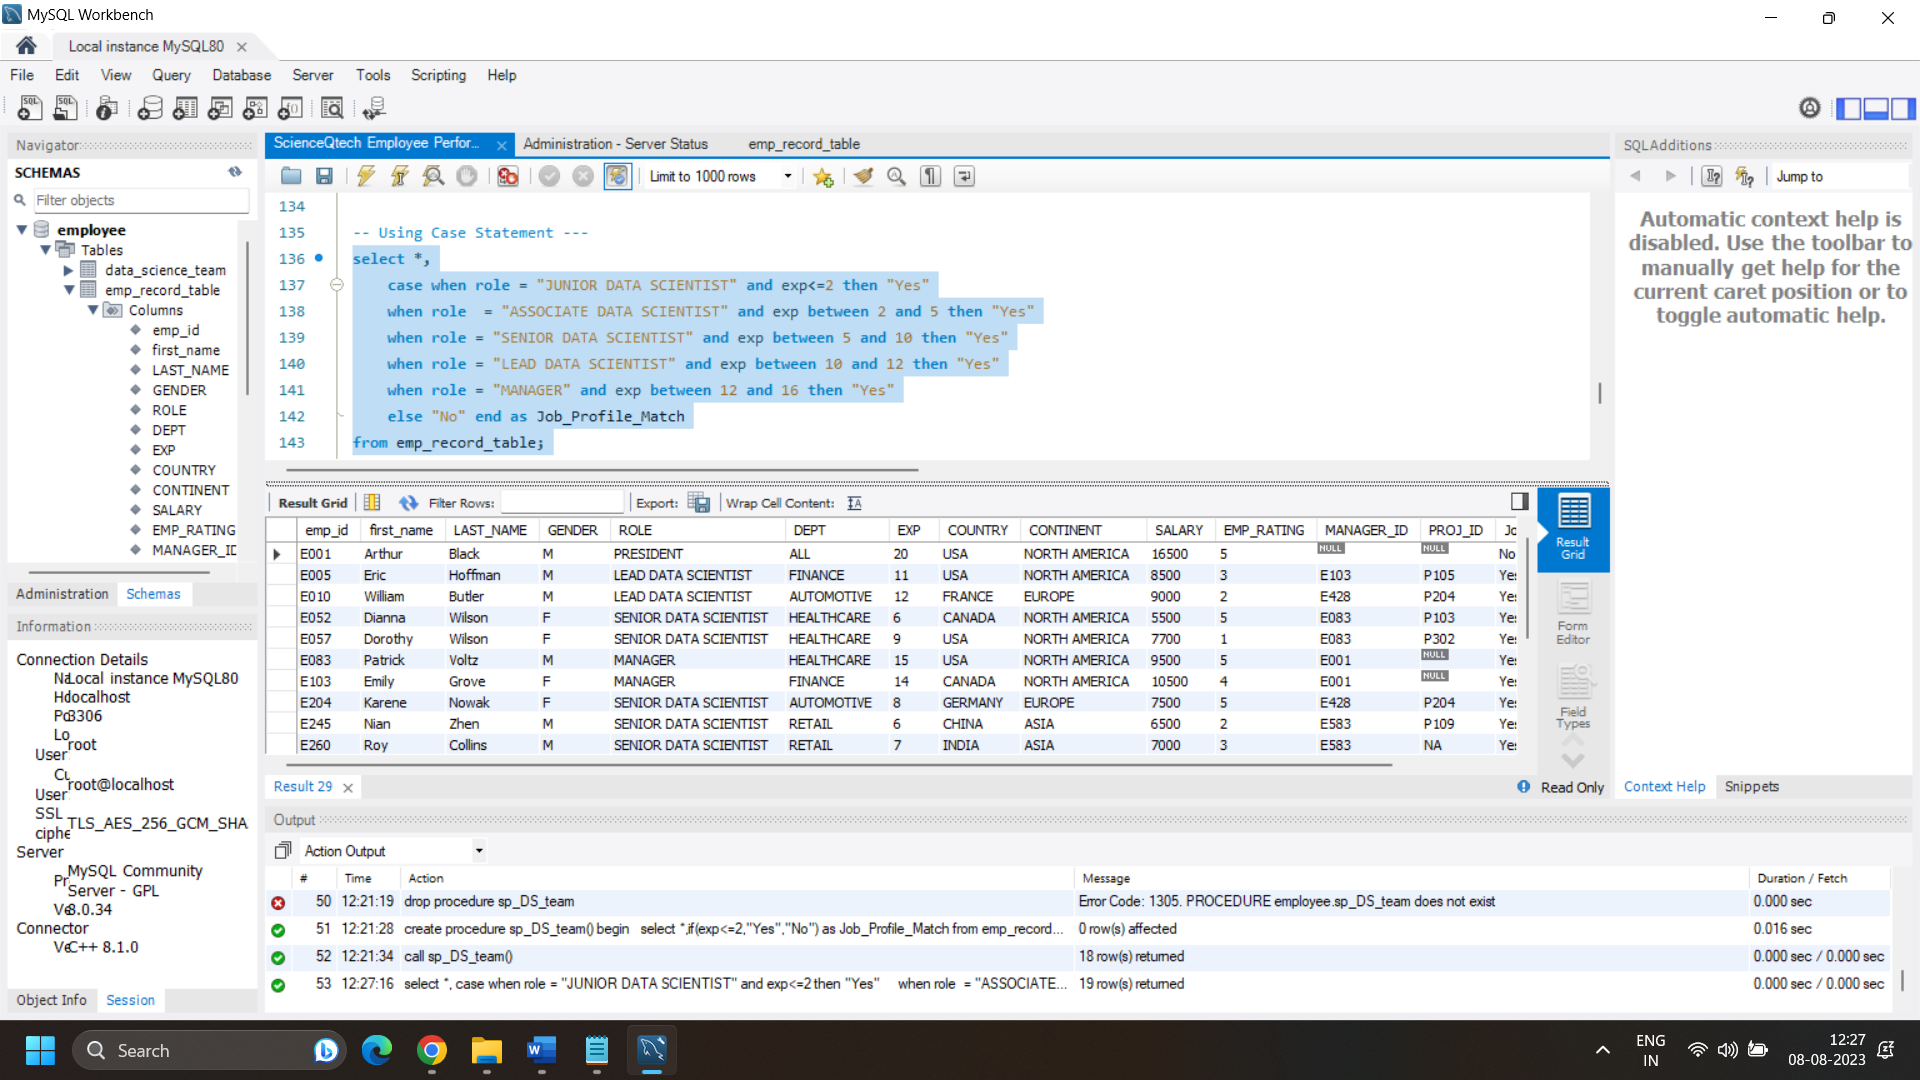 MySQL Workbench
Local instance MySQL80
File Edit View Query Database Server Tools Scripting Help
Navigator
SCHEMAS
Filter objects
employee
Tables
data_science_team
emp_record_table
Columns
emp_id
first_name
LAST_NAME
GENDER
ROLE
DEPT
EXP
COUNTRY
CONTINENT
SALARY
EMP_RATING
MANAGER_ID
Administration Schemas
Information
Connection Details
Local instance MySQL80
localhost
3306
root
User
root@localhost
User
SSL
TLS_AES_256_GCM_SHA
Server
MySQL Community
Server - GPL
8.0.34
Connector
C++ 8.1.0
Object Info Session
ScienceQtech Employee Perfor... Administration - Server Status emp_record_table
Limit to 1000 rows
134
135 -- Using Case Statement ---
136 select *,
137 case when role = "JUNIOR DATA SCIENTIST" and exp<=2 then "Yes"
138 when role  = "ASSOCIATE DATA SCIENTIST" and exp between 2 and 5 then "Yes"
139 when role = "SENIOR DATA SCIENTIST" and exp between 5 and 10 then "Yes"
140 when role = "LEAD DATA SCIENTIST" and exp between 10 and 12 then "Yes"
141 when role = "MANAGER" and exp between 12 and 16 then "Yes"
142 else "No" end as Job_Profile_Match
143 from emp_record_table;
Result Grid Filter Rows: Export: Wrap Cell Content:
emp_id first_name LAST_NAME GENDER ROLE DEPT EXP COUNTRY CONTINENT SALARY EMP_RATING MANAGER_ID PROJ_ID Jo
E001 Arthur Black M PRESIDENT ALL 20 USA NORTH AMERICA 16500 5 NULL NULL No
E005 Eric Hoffman M LEAD DATA SCIENTIST FINANCE 11 USA NORTH AMERICA 8500 3 E103 P105 Yes
E010 William Butler M LEAD DATA SCIENTIST AUTOMOTIVE 12 FRANCE EUROPE 9000 2 E428 P204 Yes
E052 Dianna Wilson F SENIOR DATA SCIENTIST HEALTHCARE 6 CANADA NORTH AMERICA 5500 5 E083 P103 Yes
E057 Dorothy Wilson F SENIOR DATA SCIENTIST HEALTHCARE 9 USA NORTH AMERICA 7700 1 E083 P302 Yes
E083 Patrick Voltz M MANAGER HEALTHCARE 15 USA NORTH AMERICA 9500 5 E001 NULL Yes
E103 Emily Grove F MANAGER FINANCE 14 CANADA NORTH AMERICA 10500 4 E001 NULL Yes
E204 Karene Nowak F SENIOR DATA SCIENTIST AUTOMOTIVE 8 GERMANY EUROPE 7500 5 E428 P204 Yes
E245 Nian Zhen M SENIOR DATA SCIENTIST RETAIL 6 CHINA ASIA 6500 2 E583 P109 Yes
E260 Roy Collins M SENIOR DATA SCIENTIST RETAIL 7 INDIA ASIA 7000 3 E583 NA Yes
Result
Grid
Form
Editor
Field
Types
Result 29 Read Only
Output
Action Output
# Time Action Message Duration / Fetch
50 12:21:19 drop procedure sp_DS_team Error Code: 1305. PROCEDURE employee.sp_DS_team does not exist 0.000 sec
51 12:21:28 create procedure sp_DS_team() begin select *,if(exp<=2,"Yes","No") as Job_Profile_Match from emp_record... 0 row(s) affected 0.016 sec
52 12:21:34 call sp_DS_team() 18 row(s) returned 0.000 sec / 0.000 sec
53 12:27:16 select *, case when role = "JUNIOR DATA SCIENTIST" and exp<=2 then "Yes" when role = "ASSOCIATE... 19 row(s) returned 0.000 sec / 0.000 sec
SQLAdditions
Jump to
Automatic context help is
disabled. Use the toolbar to
manually get help for the
current caret position or to
toggle automatic help.
Context Help Snippets
Search
ENG
IN
12:27
08-08-2023